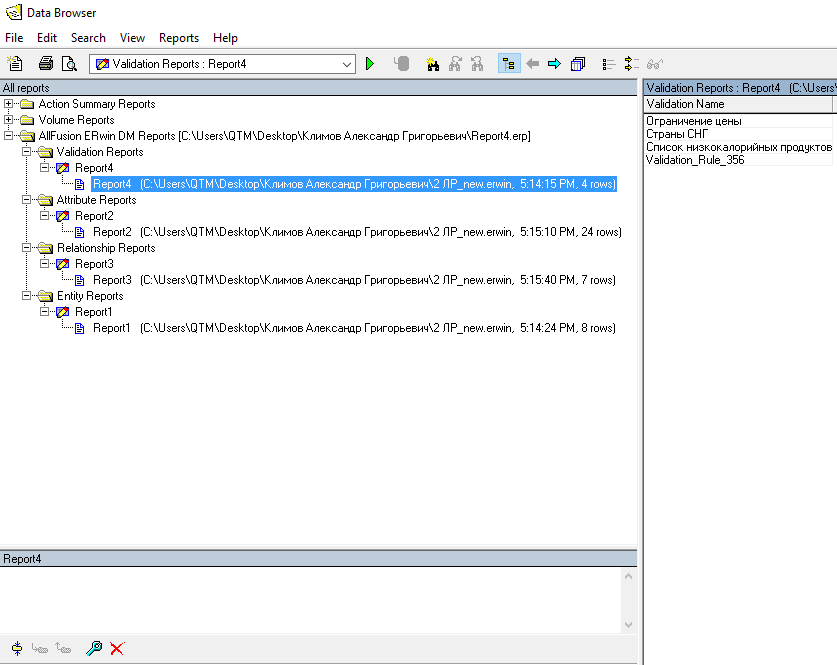 Data Browser
File Edit Search View Reports Help
Validation Reports : Report4
All reports
Action Summary Reports
Volume Reports
AllFusion ERwin DM Reports [C:\Users\QTM\Desktop\Климов Александр Григорьевич\Report4.erp]
Validation Reports
Report4
Report4 (C:\Users\QTM\Desktop\Климов Александр Григорьевич\2 ЛР_new.erwin, 5:14:15 PM, 4 rows)
Attribute Reports
Report2
Report2 (C:\Users\QTM\Desktop\Климов Александр Григорьевич\2 ЛР_new.erwin, 5:15:10 PM, 24 rows)
Relationship Reports
Report3
Report3 (C:\Users\QTM\Desktop\Климов Александр Григорьевич\2 ЛР_new.erwin, 5:15:40 PM, 7 rows)
Entity Reports
Report1
Report1 (C:\Users\QTM\Desktop\Климов Александр Григорьевич\2 ЛР_new.erwin, 5:14:24 PM, 8 rows)
Report4
Validation Reports : Report4 (C:\Users\
Validation Name
Ограничение цены
Страны СНГ
Список низкокалорийных продуктов
Validation_Rule_356